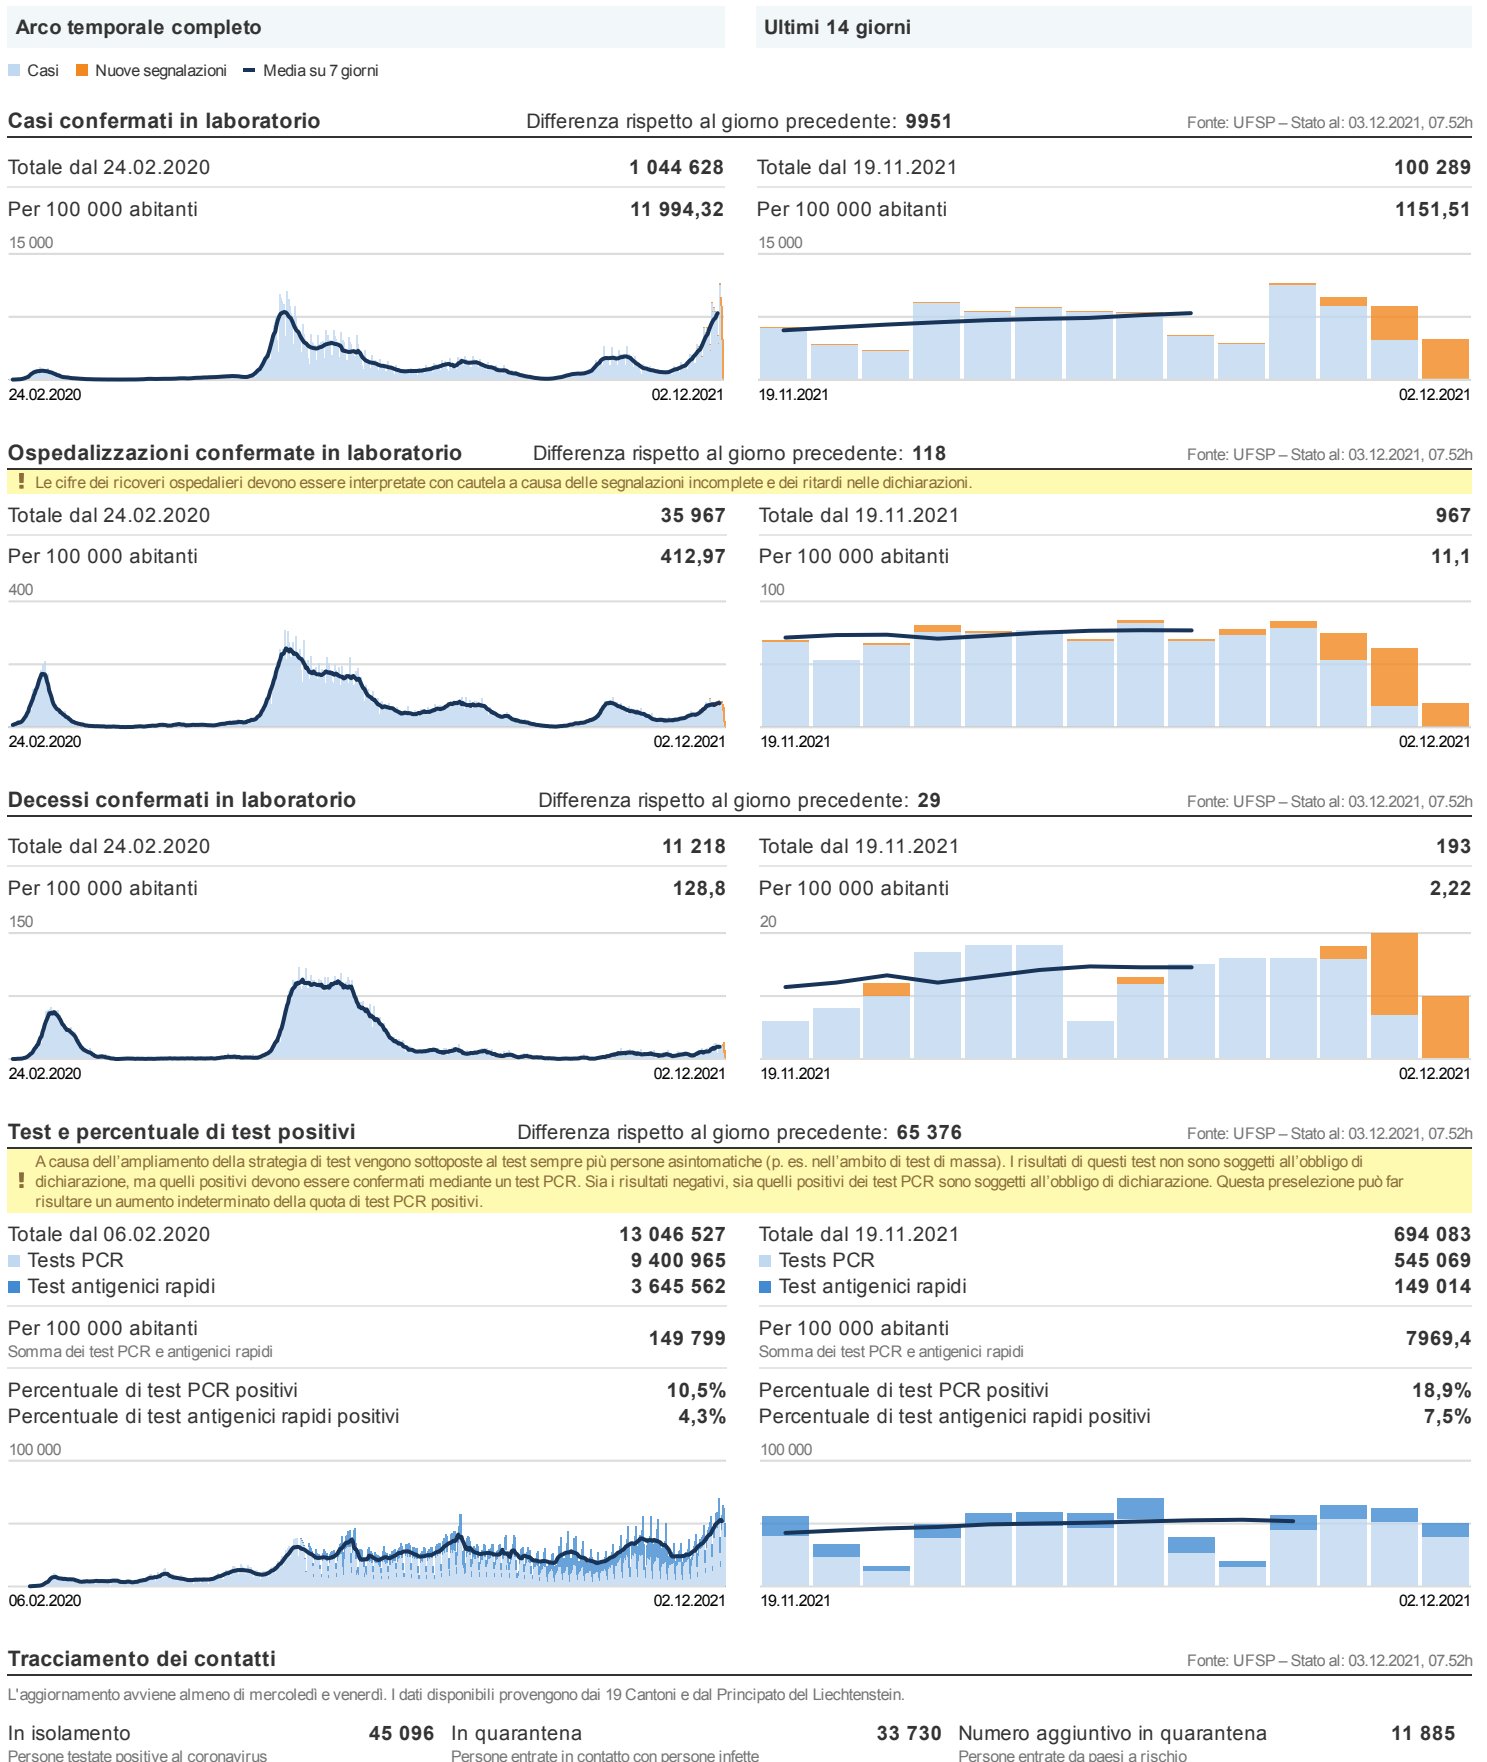 Arco temporale completo
Ultimi 14 giorni
Casi Nuove segnalazioni Media su 7 giorni
Casi confermati in laboratorio Differenza rispetto al giorno precedente: 9951 Fonte: UFSP – Stato al: 03.12.2021, 07.52h
Totale dal 24.02.2020 1 044 628
Per 100 000 abitanti 11 994,32
15 000
24.02.2020 02.12.2021
Totale dal 19.11.2021 100 289
Per 100 000 abitanti 1151,51
15 000
19.11.2021 02.12.2021
Ospedalizzazioni confermate in laboratorio Differenza rispetto al giorno precedente: 118 Fonte: UFSP – Stato al: 03.12.2021, 07.52h
! Le cifre dei ricoveri ospedalieri devono essere interpretate con cautela a causa delle segnalazioni incomplete e dei ritardi nelle dichiarazioni.
Totale dal 24.02.2020 35 967
Per 100 000 abitanti 412,97
400
24.02.2020 02.12.2021
Totale dal 19.11.2021 967
Per 100 000 abitanti 11,1
100
19.11.2021 02.12.2021
Decessi confermati in laboratorio Differenza rispetto al giorno precedente: 29 Fonte: UFSP – Stato al: 03.12.2021, 07.52h
Totale dal 24.02.2020 11 218
Per 100 000 abitanti 128,8
150
24.02.2020 02.12.2021
Totale dal 19.11.2021 193
Per 100 000 abitanti 2,22
20
19.11.2021 02.12.2021
Test e percentuale di test positivi Differenza rispetto al giorno precedente: 65 376 Fonte: UFSP – Stato al: 03.12.2021, 07.52h
A causa dell'ampliamento della strategia di test vengono sottoposte al test sempre più persone asintomatiche (p. es. nell'ambito di test di massa). I risultati di questi test non sono soggetti all'obbligo di
! dichiarazione, ma quelli positivi devono essere confermati mediante un test PCR. Sia i risultati negativi, sia quelli positivi dei test PCR sono soggetti all'obbligo di dichiarazione. Questa preselezione può far
risultare un aumento indeterminato della quota di test PCR positivi.
Totale dal 06.02.2020 13 046 527
Tests PCR 9 400 965
Test antigenici rapidi 3 645 562
Per 100 000 abitanti 149 799
Somma dei test PCR e antigenici rapidi
Percentuale di test PCR positivi 10,5%
Percentuale di test antigenici rapidi positivi 4,3%
100 000
06.02.2020 02.12.2021
Totale dal 19.11.2021 694 083
Tests PCR 545 069
Test antigenici rapidi 149 014
Per 100 000 abitanti 7969,4
Somma dei test PCR e antigenici rapidi
Percentuale di test PCR positivi 18,9%
Percentuale di test antigenici rapidi positivi 7,5%
100 000
19.11.2021 02.12.2021
Tracciamento dei contatti Fonte: UFSP – Stato al: 03.12.2021, 07.52h
L'aggiornamento avviene almeno di mercoledì e venerdì. I dati disponibili provengono dai 19 Cantoni e dal Principato del Liechtenstein.
In isolamento 45 096
Persone testate positive al coronavirus
In quarantena 33 730
Persone entrate in contatto con persone infette
Numero aggiuntivo in quarantena 11 885
Persone entrate da paesi a rischio